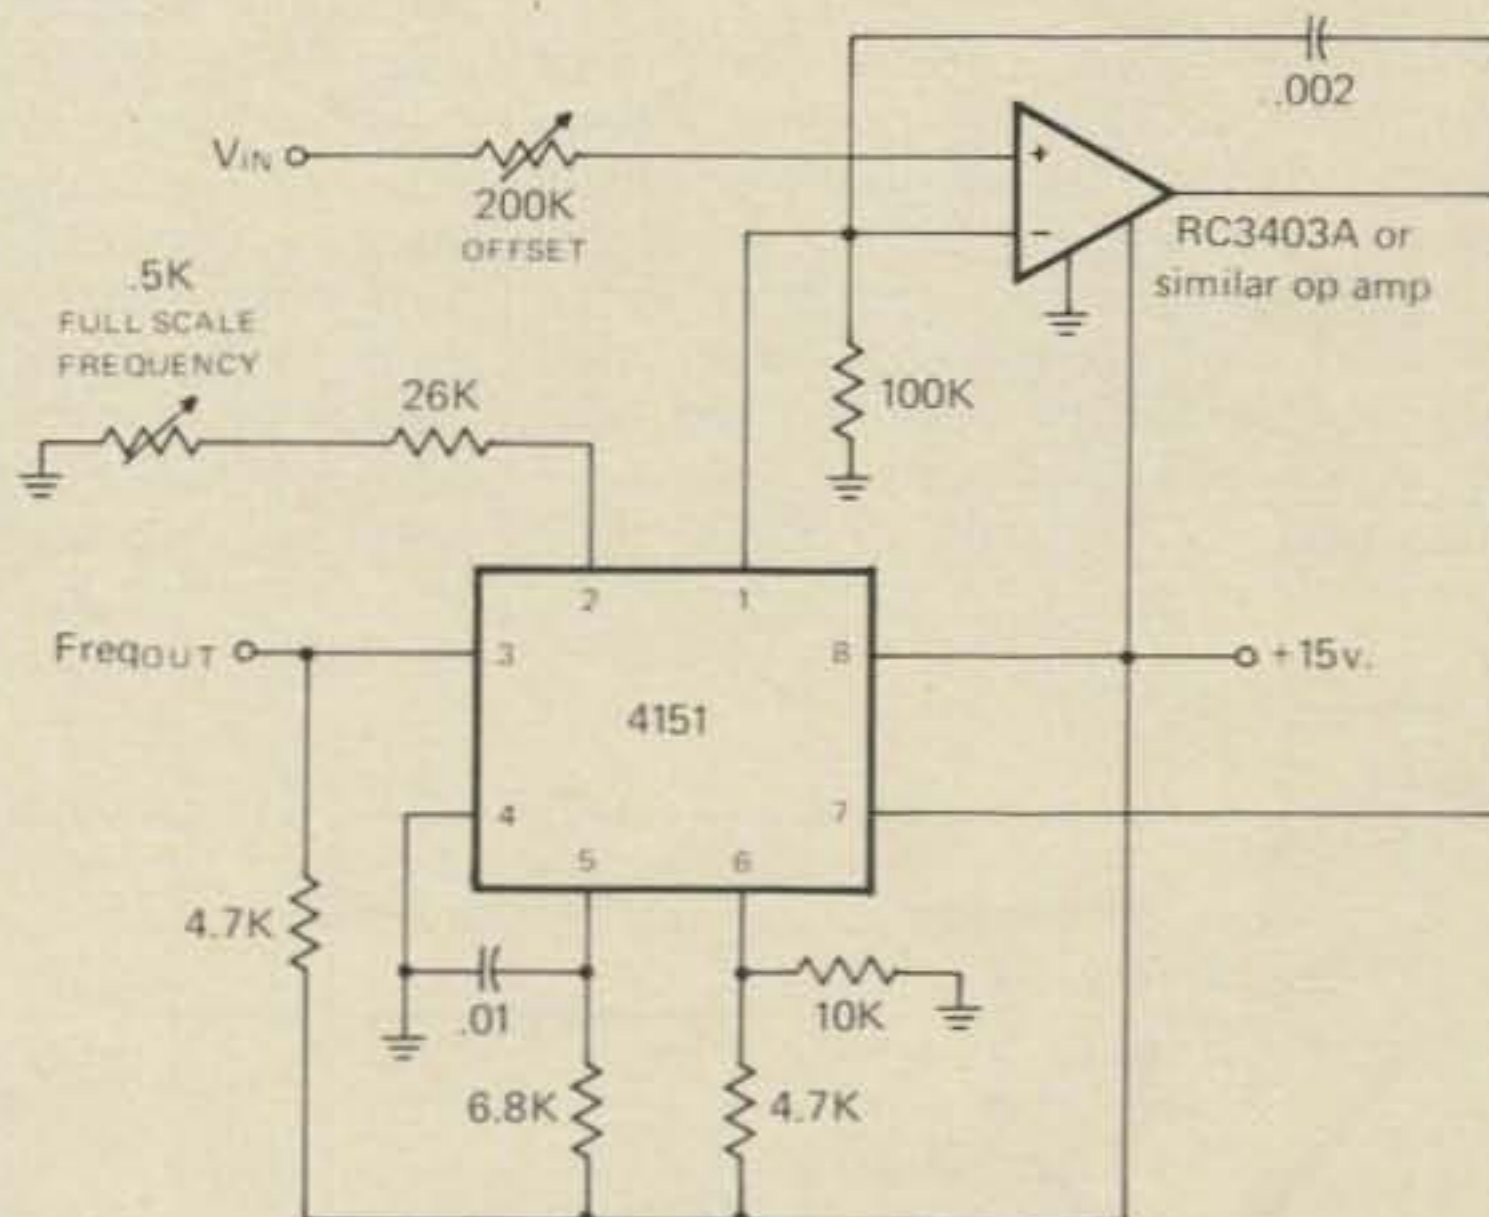 .002
VIN
200K
OFFSET
+
−
RC3403A or
similar op amp
.5K
FULL SCALE
FREQUENCY
26K
100K
2
1
FreqOUT
3
8
+15v.
4151
4
7
5
6
4.7K
.01
10K
6.8K
4.7K